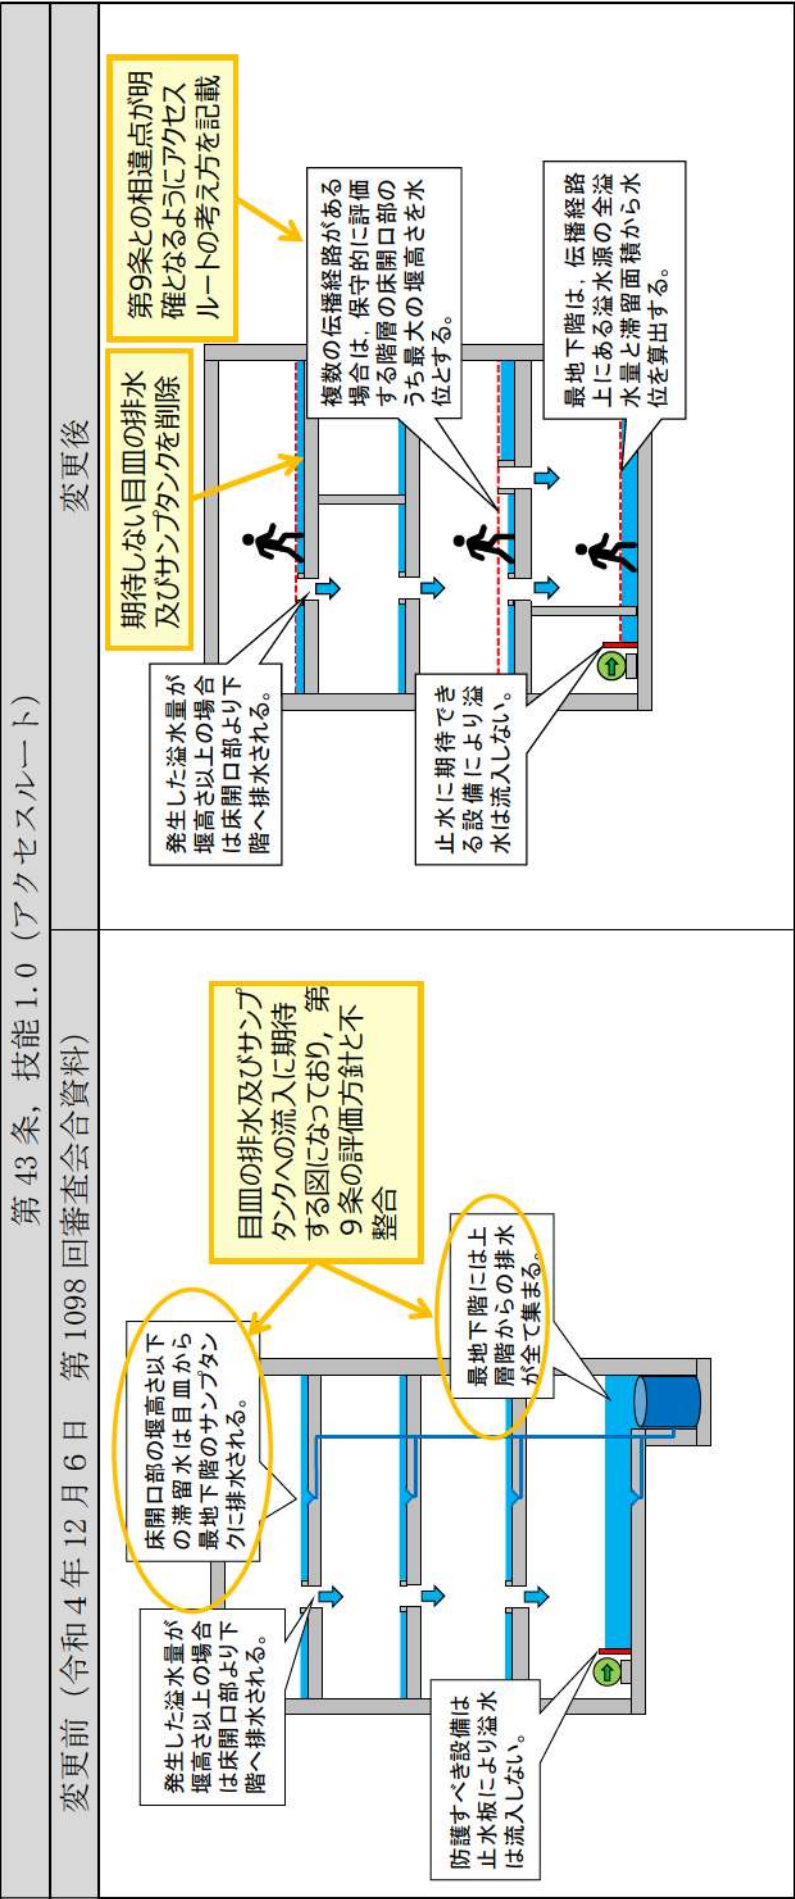 第 43 条，技能 1.0（アクセスルート）
変更前（令和４年 12 月６日　第 1098 回審査会合資料）
変更後
発生した溢水量が
堰高さ以上の場合
は床開口部より下
階へ排水される。
床開口部の堰高さ以下
の滞留水は目皿から
最地下階のサンプタン
クに排水される。
目皿の排水及びサンプ
タンクへの流入に期待
する図になっており，第
９条の評価方針と不
整合
防護すべき設備は
止水板により溢水
は流入しない。
最地下階には上
層階からの排水
が全て集まる。
発生した溢水量が
堰高さ以上の場合
は床開口部より下
階へ排水される。
期待しない目皿の排水
及びサンプタンクを削除
第9条との相違点が明
確となるようにアクセス
ルートの考え方を記載
複数の伝播経路がある
場合は，保守的に評価
する階層の床開口部の
うち最大の堰高さを水
位とする。
止水に期待でき
る設備により溢
水は流入しない。
最地下階は，伝播経路
上にある溢水源の全溢
水量と滞留面積から水
位を算出する。